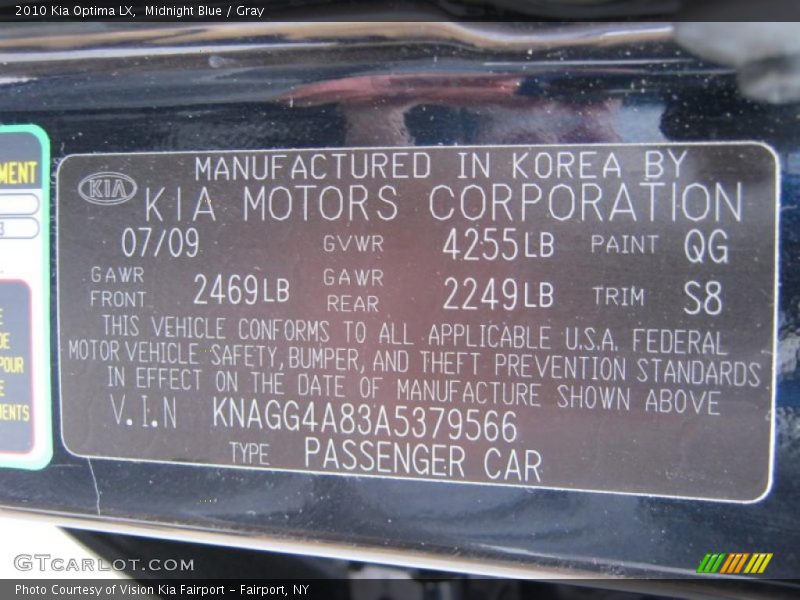 2010 Kia Optima LX, Midnight Blue / Gray
MENT
KIA
MANUFACTURED IN KOREA BY
KIA MOTORS CORPORATION
07/09 GVWR 4255LB PAINT QG
GAWR FRONT 2469LB GAWR REAR 2249LB TRIM S8
THIS VEHICLE CONFORMS TO ALL APPLICABLE U.S.A. FEDERAL
MOTOR VEHICLE SAFETY, BUMPER, AND THEFT PREVENTION STANDARDS
IN EFFECT ON THE DATE OF MANUFACTURE SHOWN ABOVE
V.I.N KNAGG4A83A5379566
TYPE PASSENGER CAR
E
DE
POUR
E
MENTS
GTCARLOT.COM
Photo Courtesy of Vision Kia Fairport - Fairport, NY